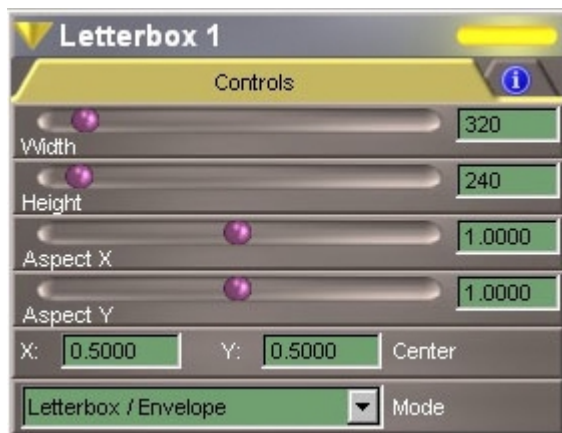 Letterbox 1
Controls
320
Width
240
Height
1.0000
Aspect X
1.0000
Aspect Y
X: 0.5000 Y: 0.5000 Center
Letterbox / Envelope Mode